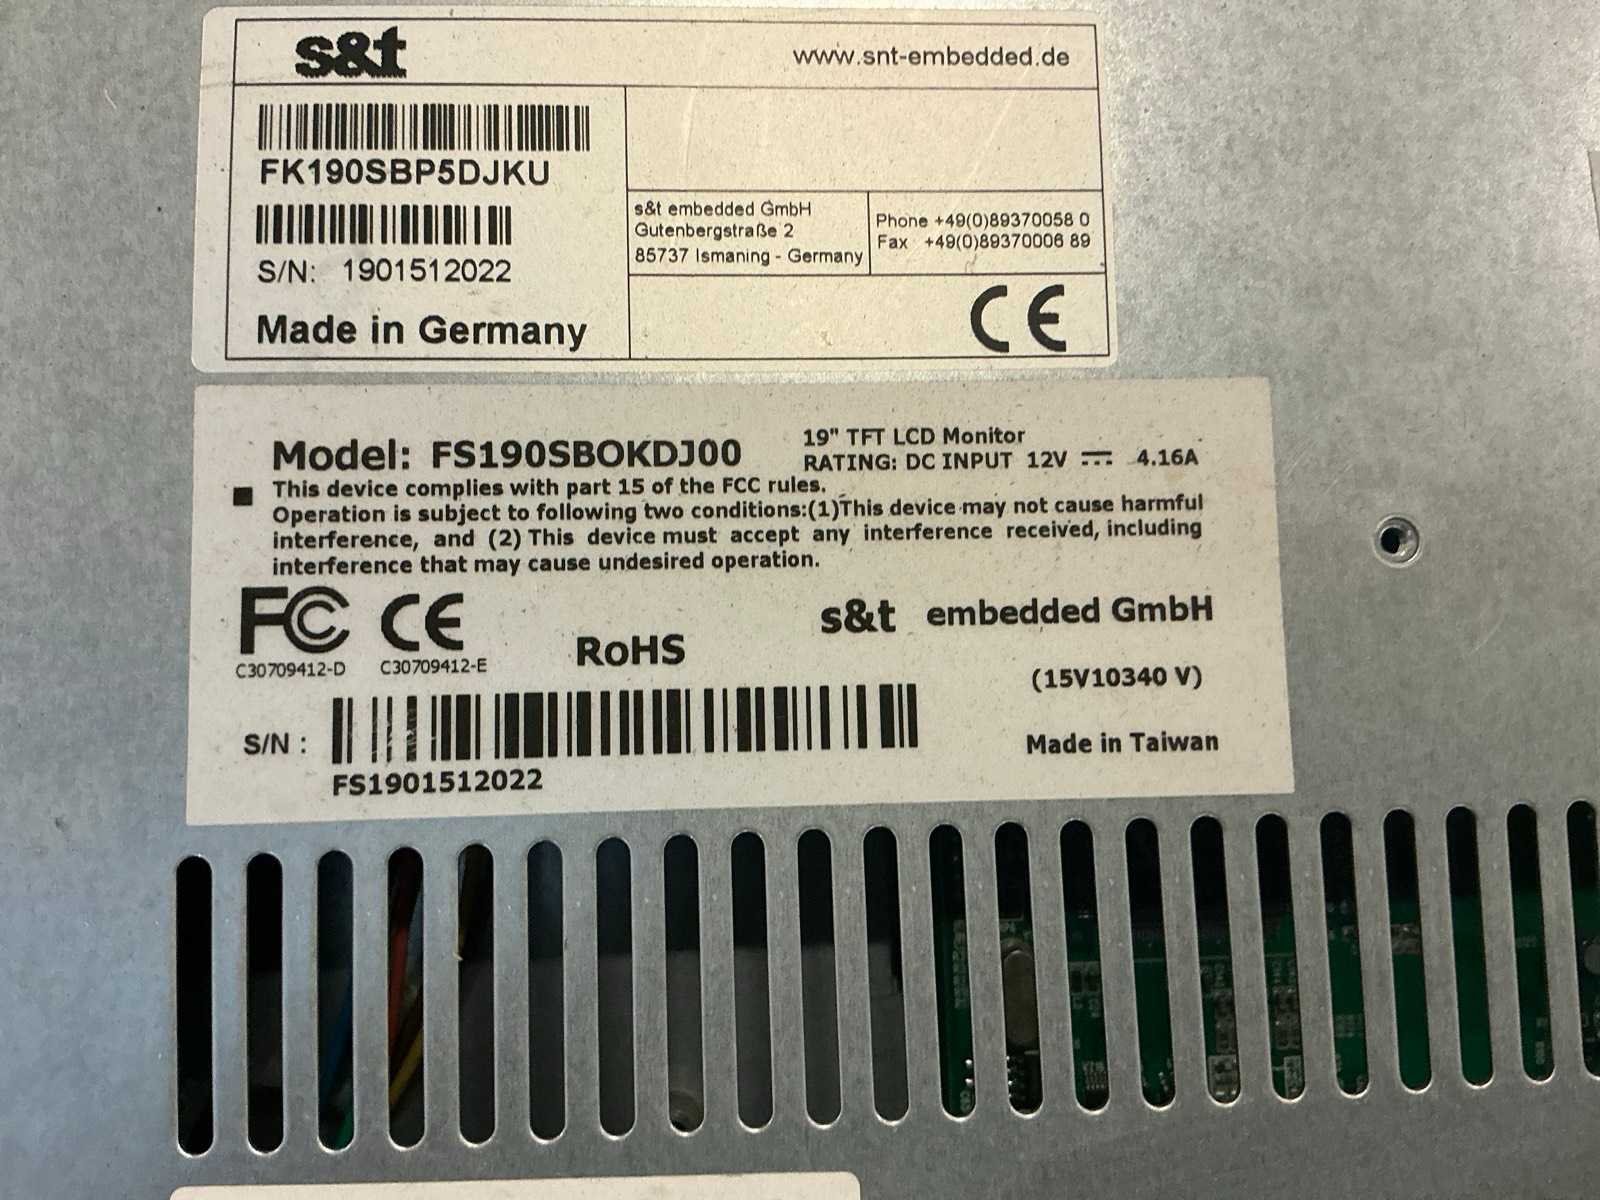 s&t
www.snt-embedded.de
FK190SBP5DJKU
S/N: 1901512022
Made in Germany
s&t embedded GmbH
Gutenbergstraße 2
85737 Ismaning - Germany
Phone +49(0)89370058 0
Fax +49(0)89370006 89
CE
Model: FS190SBOKDJ00
19" TFT LCD Monitor
RATING: DC INPUT 12V ⎓ 4.16A
■ This device complies with part 15 of the FCC rules.
Operation is subject to following two conditions:(1)This device may not cause harmful
interference, and (2) This device must accept any interference received, including
interference that may cause undesired operation.
FC CE
C30709412-D C30709412-E
RoHS
s&t embedded GmbH
(15V10340 V)
S/N :
FS1901512022
Made in Taiwan